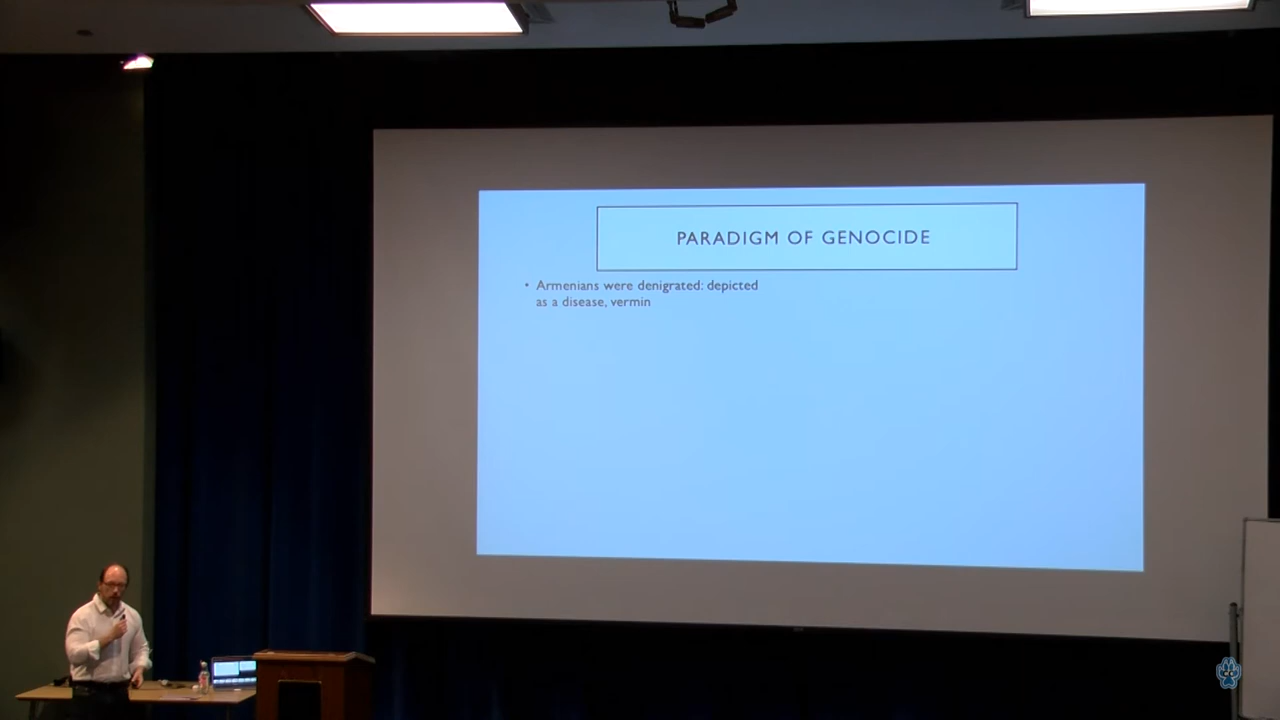 PARADIGM OF GENOCIDE
• Armenians were denigrated: depicted
as a disease, vermin